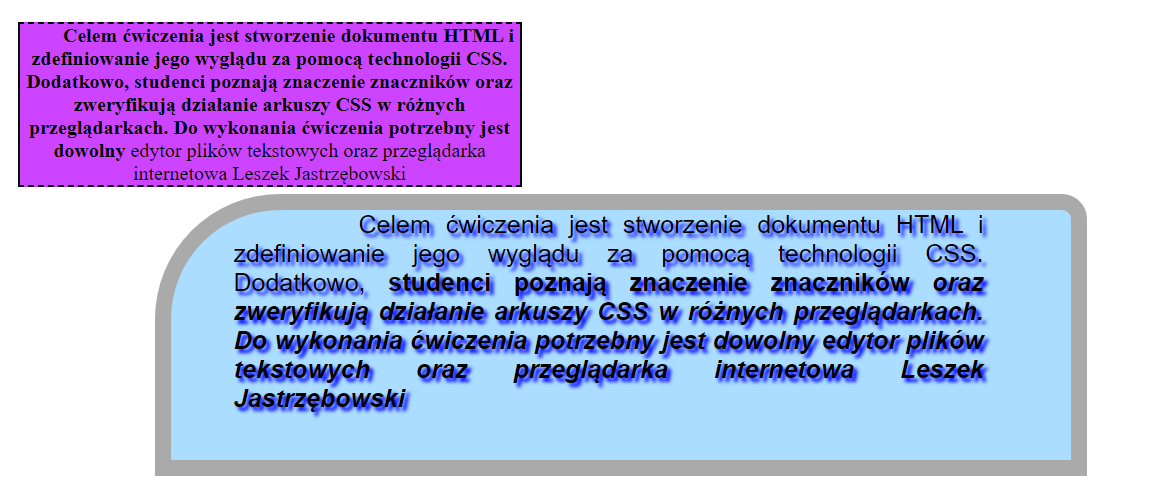 Celem ćwiczenia jest stworzenie dokumentu HTML i
zdefiniowanie jego wyglądu za pomocą technologii CSS.
Dodatkowo, studenci poznają znaczenie znaczników oraz
zweryfikują działanie arkuszy CSS w różnych
przeglądarkach. Do wykonania ćwiczenia potrzebny jest
dowolny edytor plików tekstowych oraz przeglądarka
internetowa Leszek Jastrzębowski
Celem ćwiczenia jest stworzenie dokumentu HTML i
zdefiniowanie jego wyglądu za pomocą technologii CSS.
Dodatkowo, studenci poznają znaczenie znaczników oraz
zweryfikują działanie arkuszy CSS w różnych przeglądarkach.
Do wykonania ćwiczenia potrzebny jest dowolny edytor plików
tekstowych oraz przeglądarka internetowa Leszek
Jastrzębowski